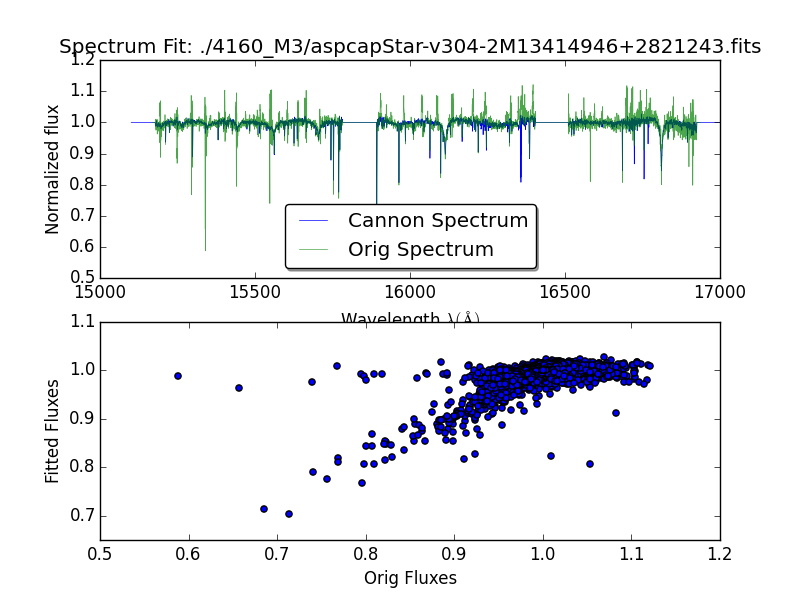 Spectrum Fit: ./4160_M3/aspcapStar-v304-2M13414946+2821243.fits
Normalized flux
1.2
1.1
1.0
0.9
0.8
0.7
0.6
0.5
Cannon Spectrum
Orig Spectrum
15000 15500 16000 16500 17000
Wavelength λ(Å)
Fitted Fluxes
1.1
1.0
0.9
0.8
0.7
0.5 0.6 0.7 0.8 0.9 1.0 1.1 1.2
Orig Fluxes